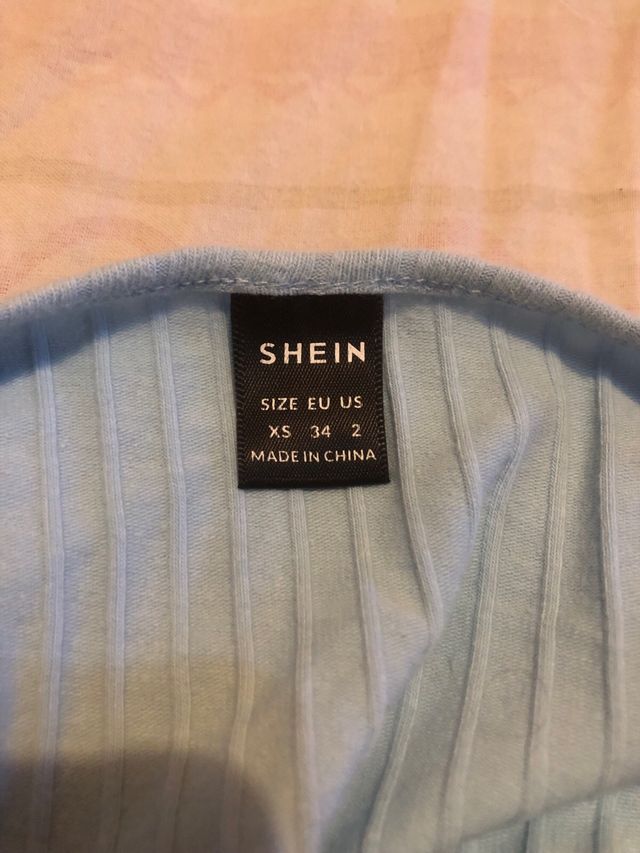 SHEIN
SIZE EU US
XS 34 2
MADE IN CHINA